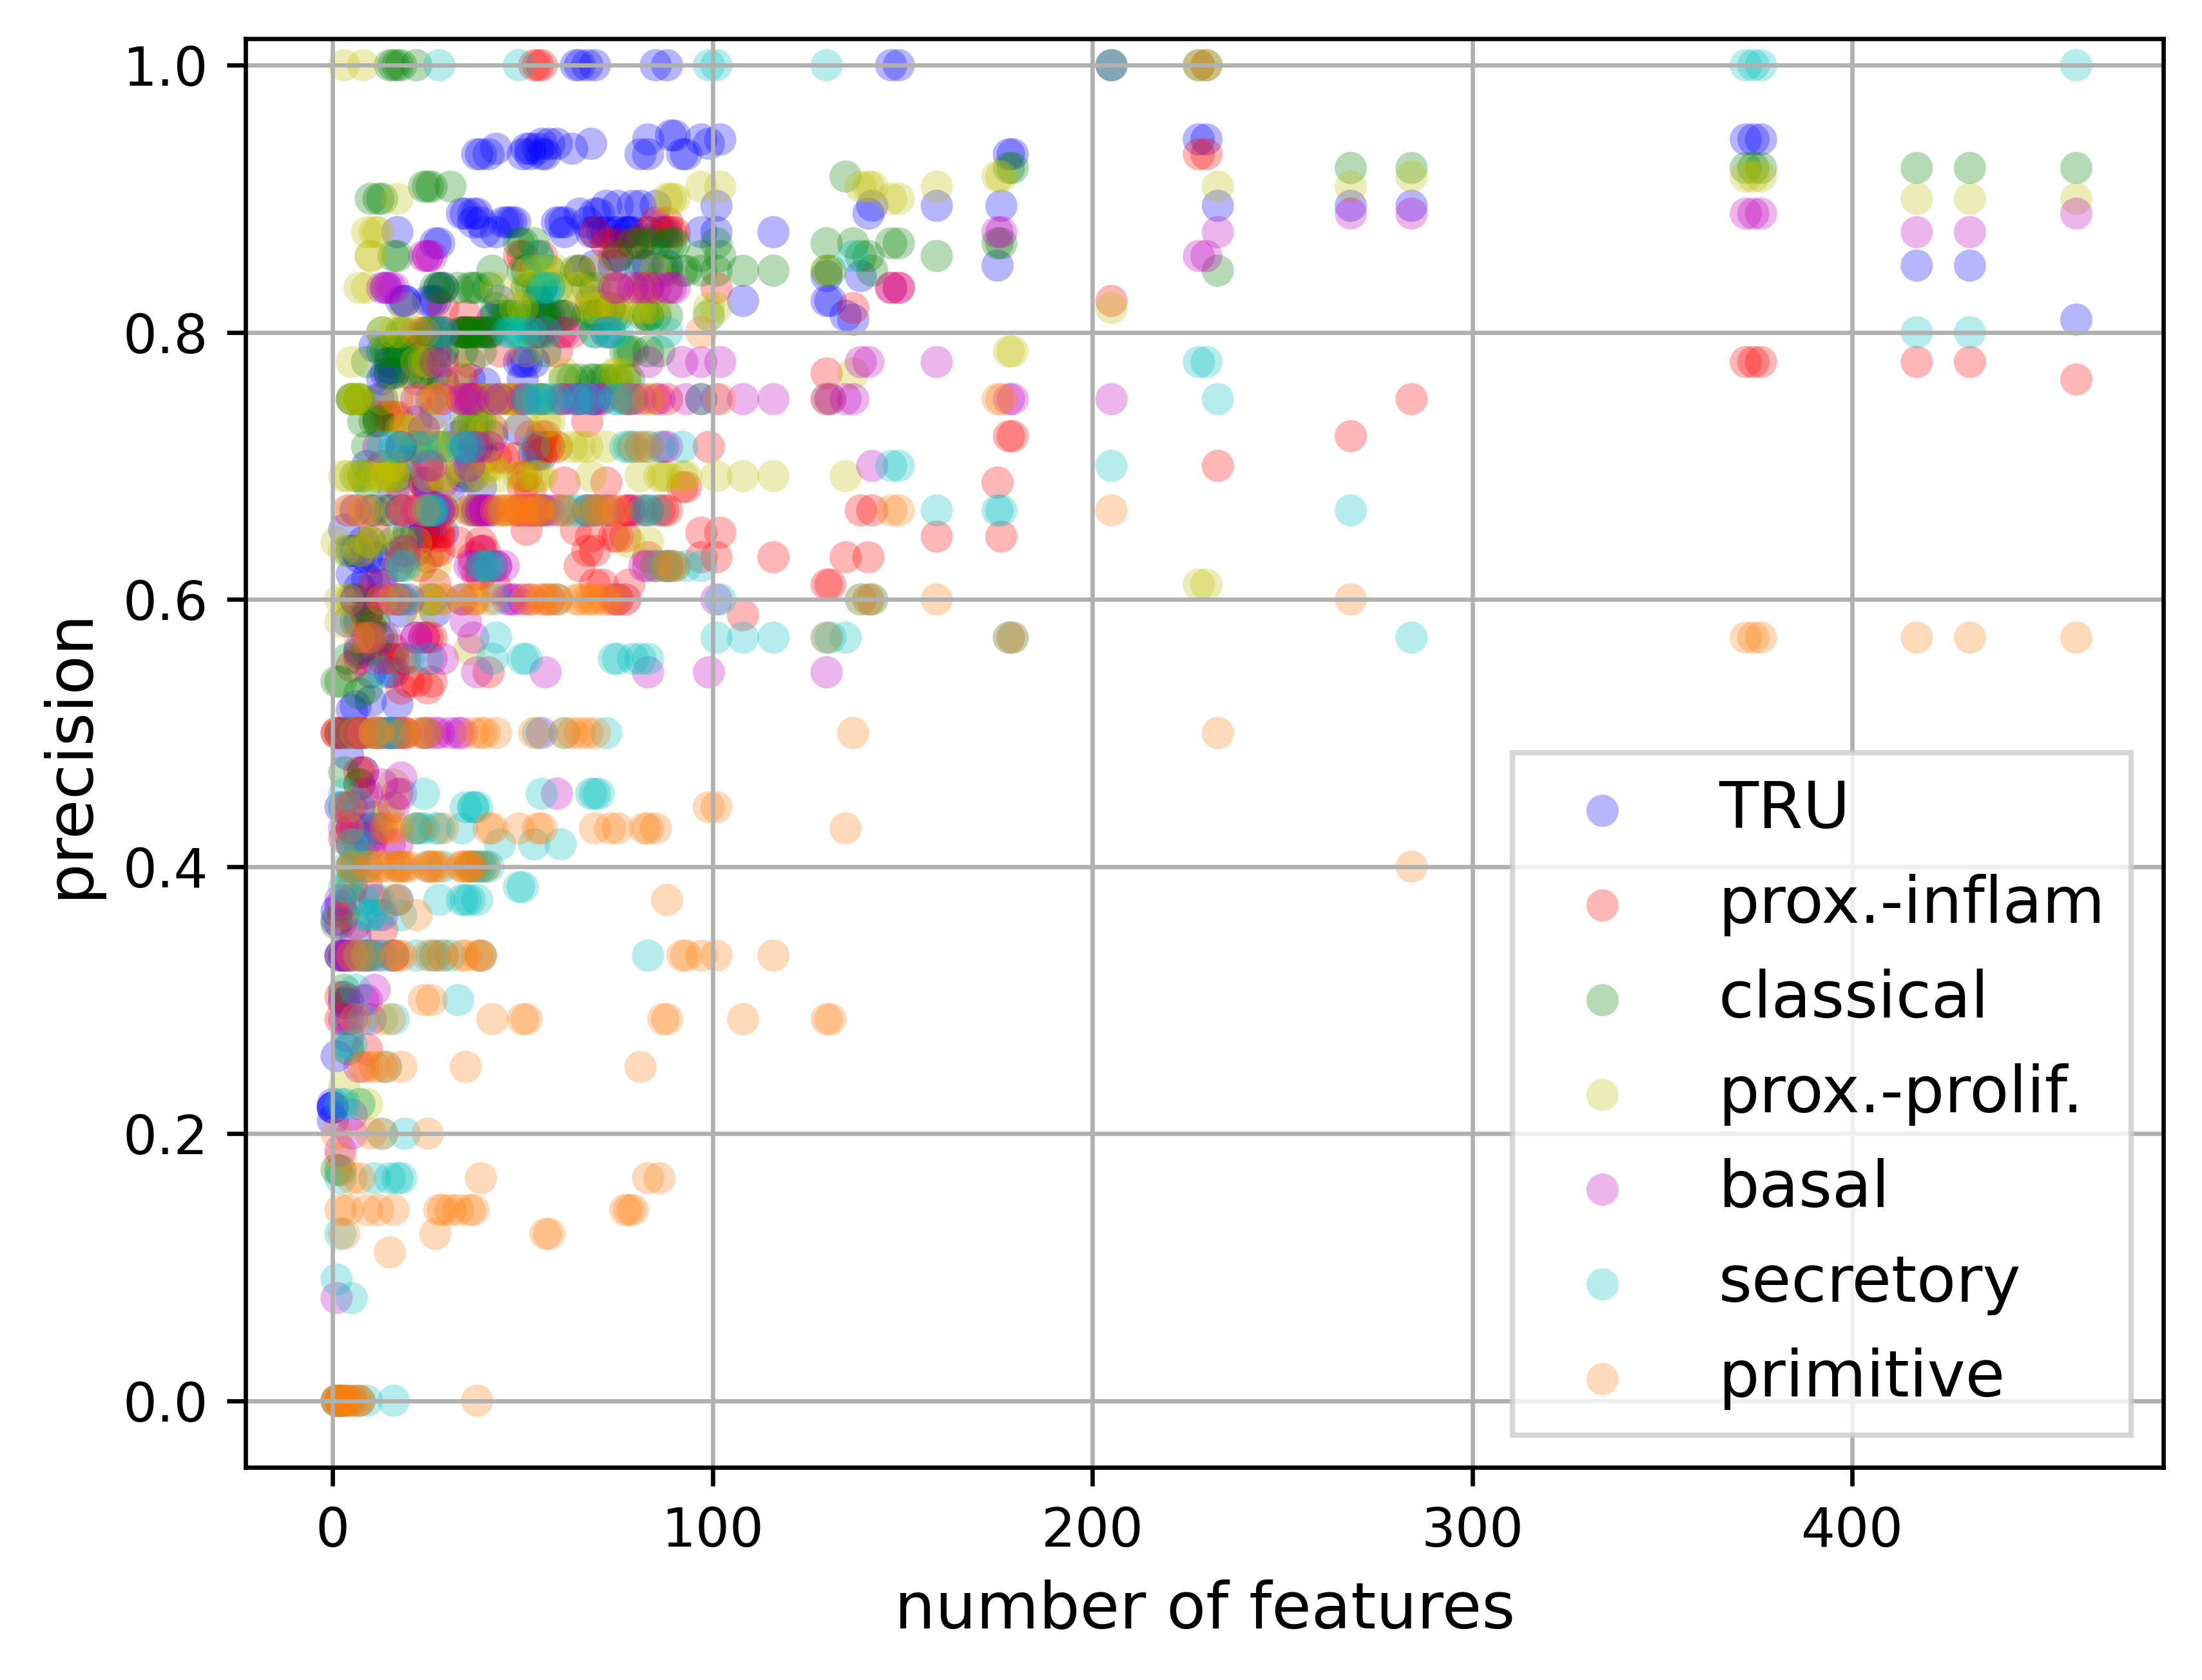 1.0
0.8
0.6
0.4
0.2
0.0
precision
0
100
200
300
400
number of features
TRU
prox.-inflam
classical
prox.-prolif.
basal
secretory
primitive